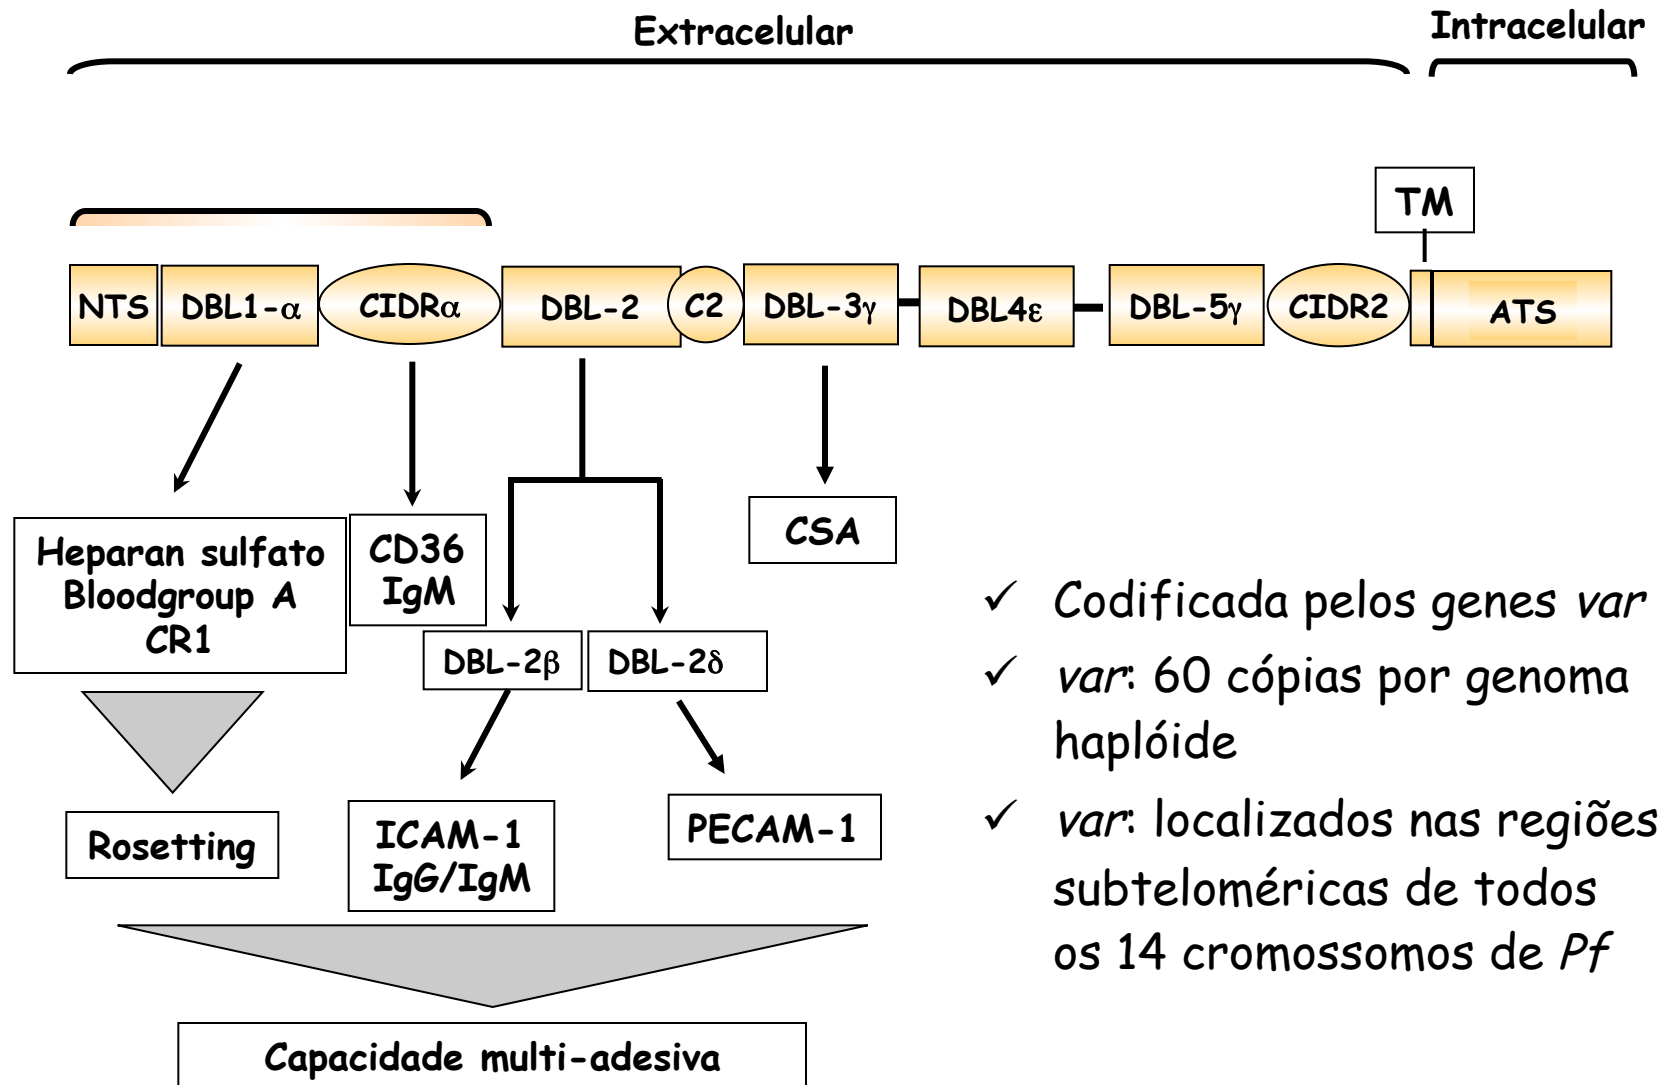 Extracelular
Intracelular
TM
NTS
DBL1-α
CIDRα
DBL-2
C2
DBL-3γ
DBL4ε
DBL-5γ
CIDR2
ATS
Heparan sulfato
Bloodgroup A
CR1
CD36
IgM
CSA
DBL-2β
DBL-2δ
Rosetting
ICAM-1
IgG/IgM
PECAM-1
Capacidade multi-adesiva
✓ Codificada pelos genes var
✓ var: 60 cópias por genoma
haplóide
✓ var: localizados nas regiões
subteloméricas de todos
os 14 cromossomos de Pf